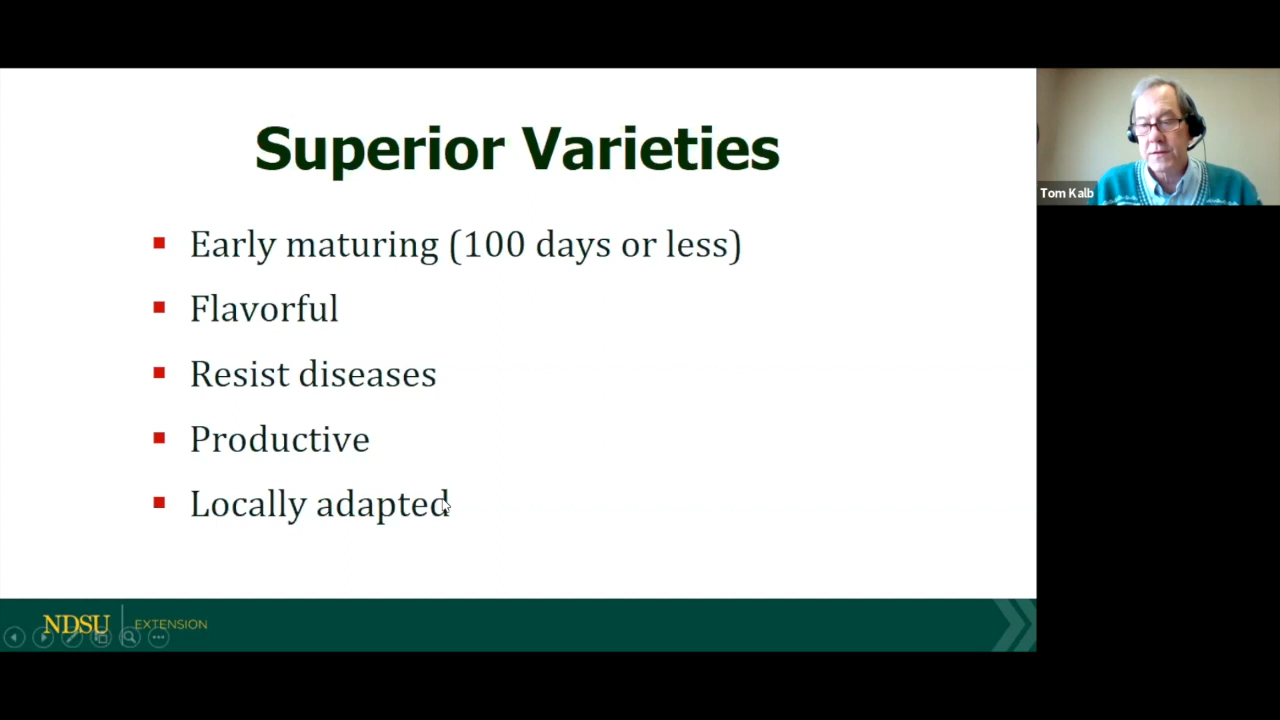 Superior Varieties
Early maturing (100 days or less)
Flavorful
Resist diseases
Productive
Locally adapted
NDSU EXTENSION
Tom Kalb